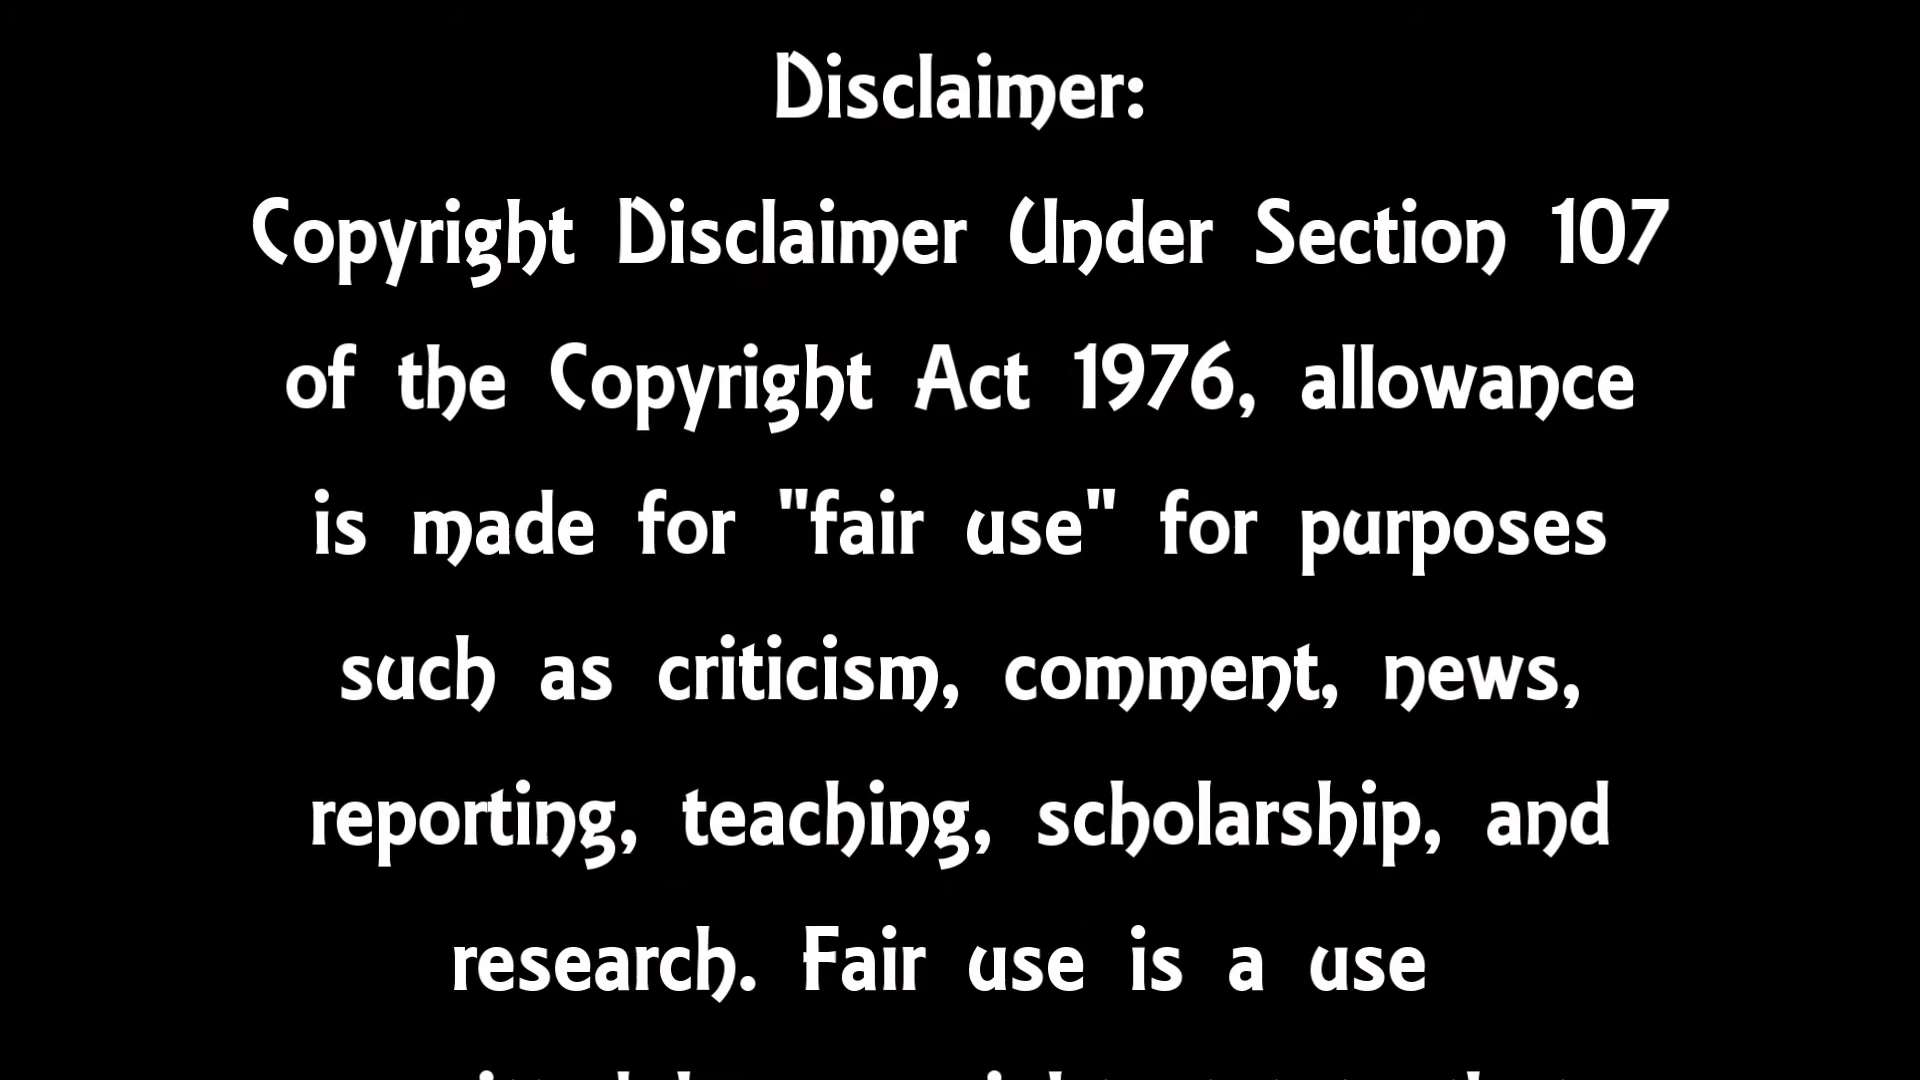 Disclaimer:
Copyright Disclaimer Under Section 107
of the Copyright Act 1976, allowance
is made for "fair use" for purposes
such as criticism, comment, news,
reporting, teaching, scholarship, and
research. Fair use is a use